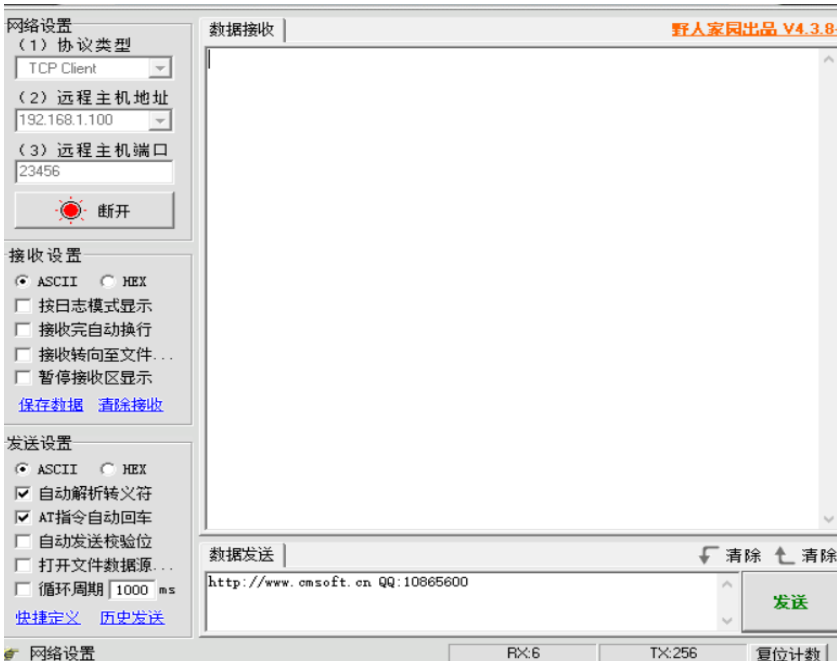 网络设置
(1) 协议类型
TCP Client
(2) 远程主机地址
192.168.1.100
(3) 远程主机端口
23456
断开
接收设置
ASCII HEX
按日志模式显示
接收完自动换行
接收转向至文件...
暂停接收区显示
保存数据 清除接收
发送设置
ASCII HEX
自动解析转义符
AT指令自动回车
自动发送校验位
打开文件数据源...
循环周期 1000 ms
快捷定义 历史发送
数据接收 野人家园出品 V4.3.8
数据发送 清除 清除
http://www.cmsoft.cn QQ:10865600
发送
网络设置 RX:6 TX:256 复位计数